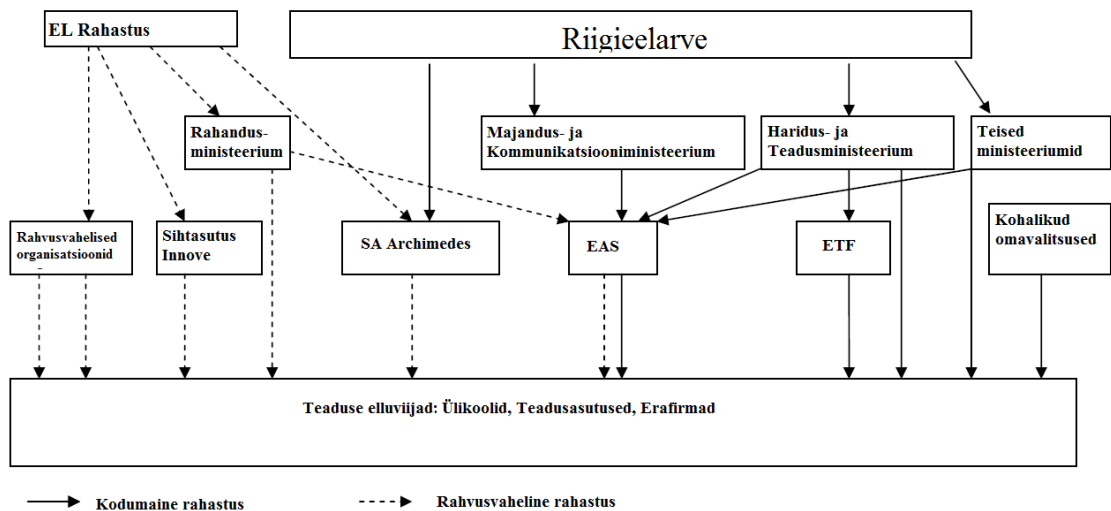 EL Rahastus
Riigieelarve
Rahandus-
ministeerium
Majandus- ja
Kommunikatsiooniministeerium
Haridus- ja
Teadusministeerium
Teised
ministeeriumid
Rahvusvahelised
organisatsioonid
Sihtasutus
Innove
SA Archimedes
EAS
ETF
Kohalikud
omavalitsused
Teaduse elluviijad: Ülikoolid, Teadusasutused, Erafirmad
Kodumaine rahastus
Rahvusvaheline rahastus